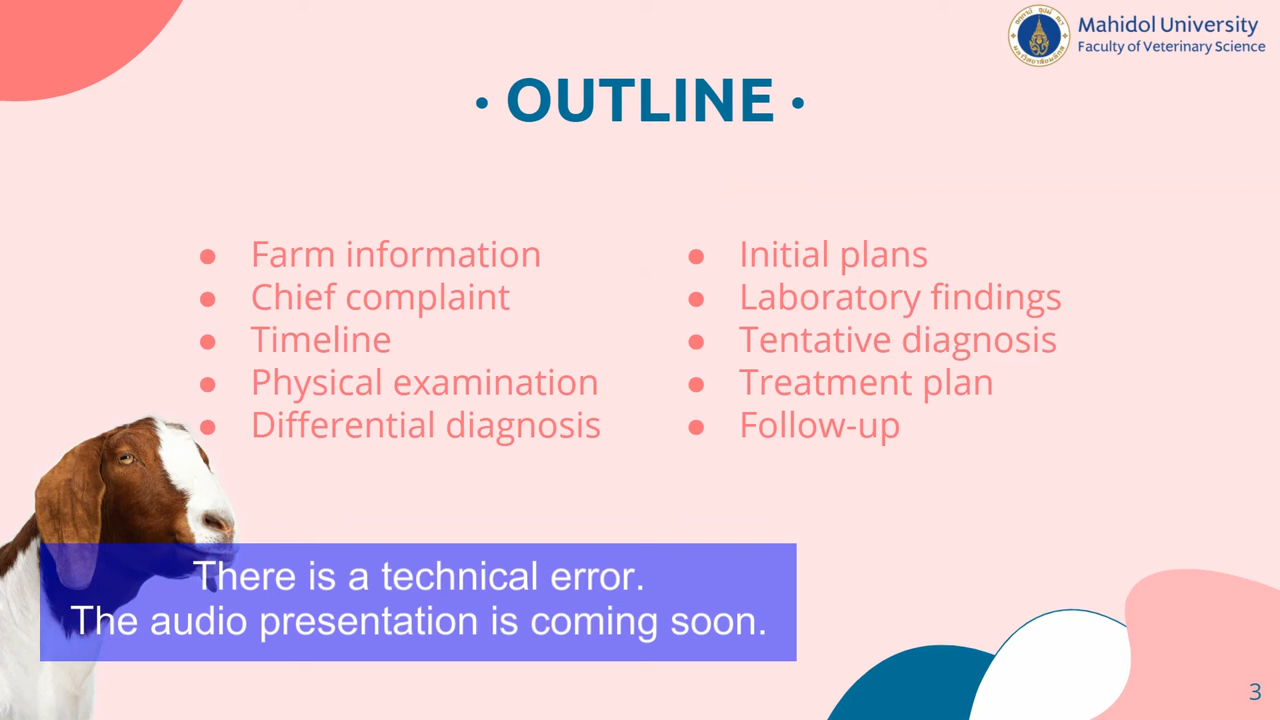 Mahidol University
Faculty of Veterinary Science
• OUTLINE •
● Farm information
● Chief complaint
● Timeline
● Physical examination
● Differential diagnosis
● Initial plans
● Laboratory findings
● Tentative diagnosis
● Treatment plan
● Follow-up
There is a technical error.
The audio presentation is coming soon.
3